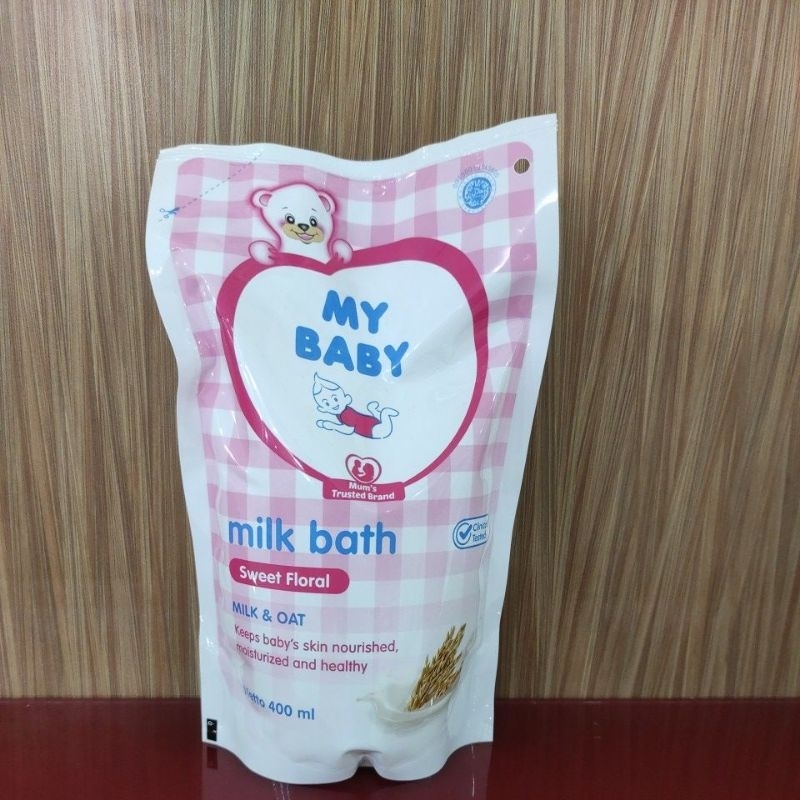 MY
BABY
Mum's
Trusted Brand
milk bath
Sweet Floral
MILK & OAT
Keeps baby's skin nourished,
moisturized and healthy
Netto 400 ml